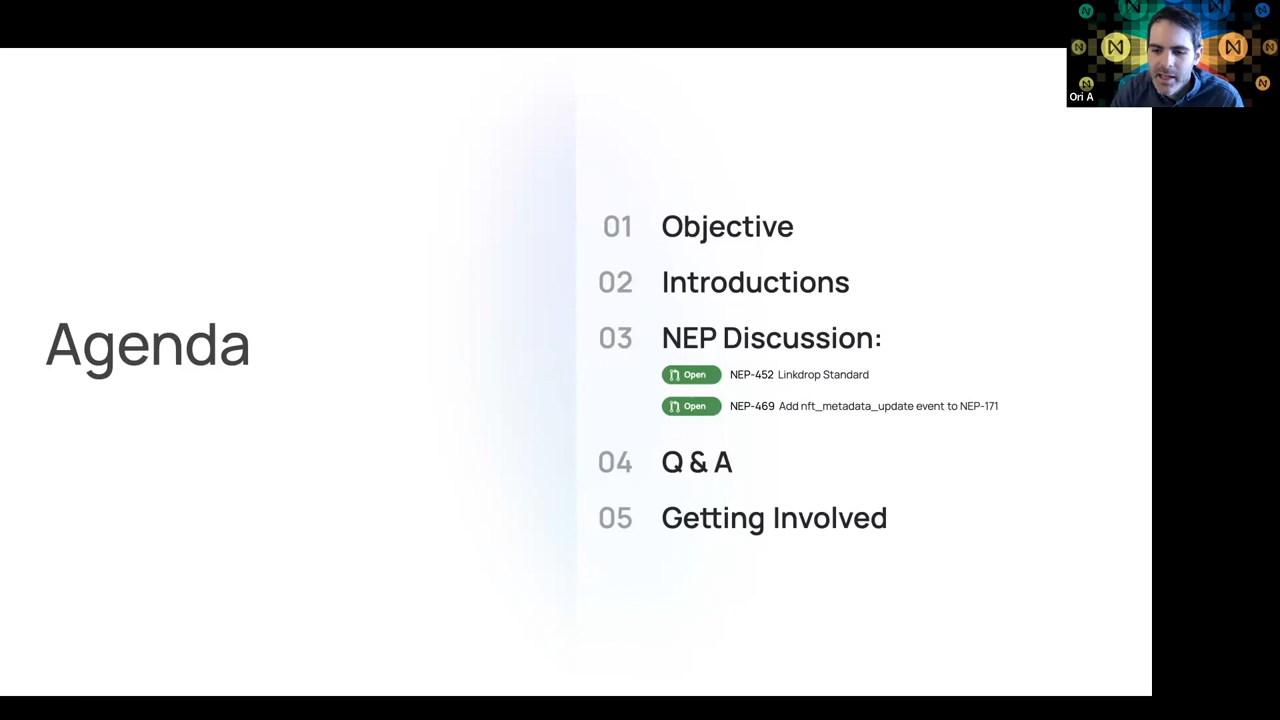 Ori A
Agenda
01 Objective
02 Introductions
03 NEP Discussion:
Open NEP-452 Linkdrop Standard
Open NEP-469 Add nft_metadata_update event to NEP-171
04 Q & A
05 Getting Involved